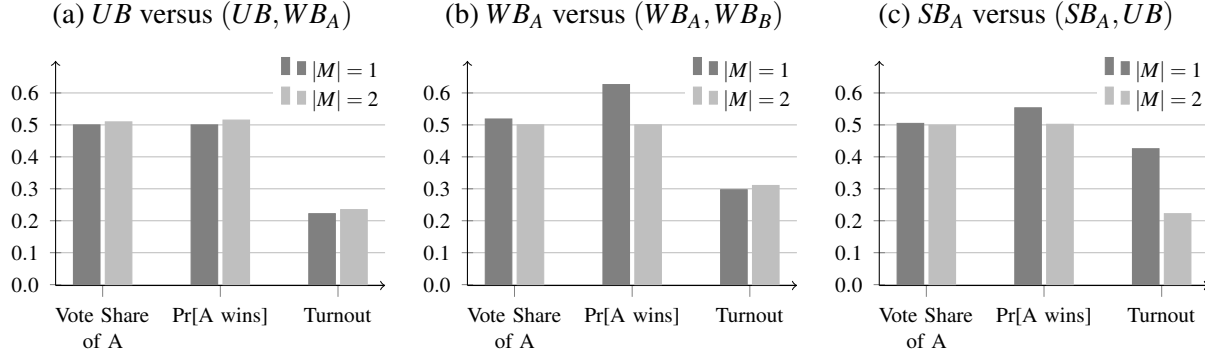 (a) UB versus (UB, WB_A)
|M| = 1
|M| = 2
0.6
0.5
0.4
0.3
0.2
0.1
0.0
Vote Share
of A
Pr[A wins]
Turnout
(b) WB_A versus (WB_A, WB_B)
|M| = 1
|M| = 2
0.6
0.5
0.4
0.3
0.2
0.1
0.0
Vote Share
of A
Pr[A wins]
Turnout
(c) SB_A versus (SB_A, UB)
|M| = 1
|M| = 2
0.6
0.5
0.4
0.3
0.2
0.1
0.0
Vote Share
of A
Pr[A wins]
Turnout